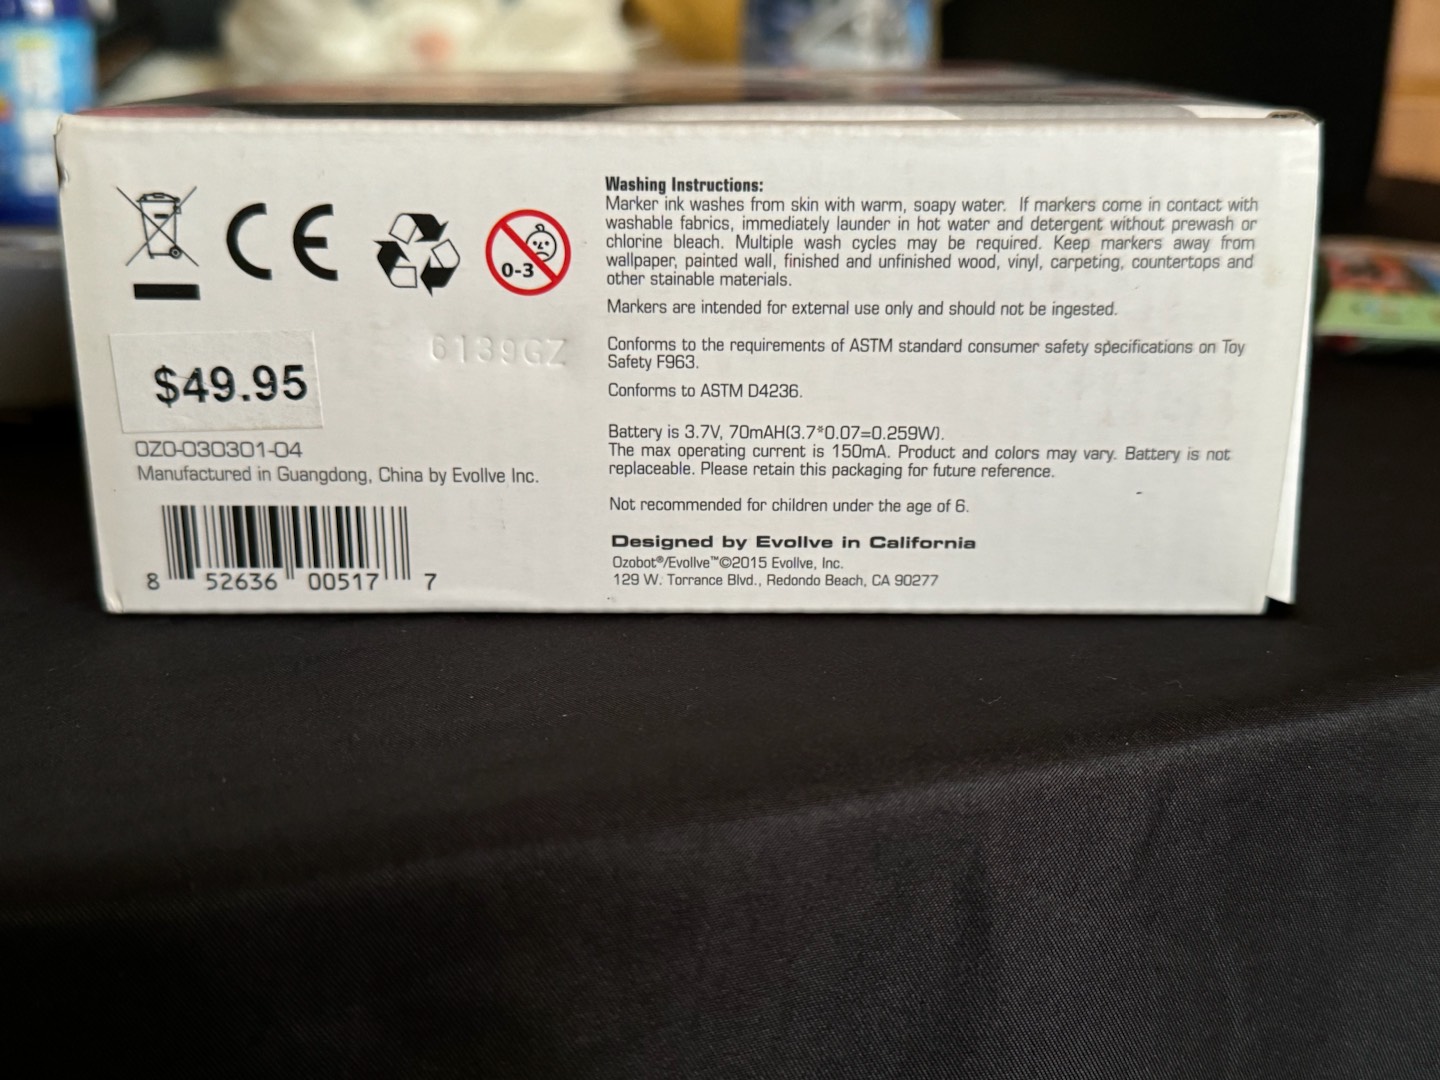 CE
0-3
6139GZ
$49.95
OZO-030301-04
Manufactured in Guangdong, China by Evollve Inc.
8 52636 00517 7
Washing Instructions:
Marker ink washes from skin with warm, soapy water. If markers come in contact with
washable fabrics, immediately launder in hot water and detergent without prewash or
chlorine bleach. Multiple wash cycles may be required. Keep markers away from
wallpaper, painted wall, finished and unfinished wood, vinyl, carpeting, countertops and
other stainable materials.
Markers are intended for external use only and should not be ingested.
Conforms to the requirements of ASTM standard consumer safety specifications on Toy
Safety F963.
Conforms to ASTM D4236.
Battery is 3.7V, 70mAH(3.7*0.07=0.259W).
The max operating current is 150mA. Product and colors may vary. Battery is not
replaceable. Please retain this packaging for future reference.
Not recommended for children under the age of 6.
Designed by Evollve in California
Ozobot®/Evollve™©2015 Evollve, Inc.
129 W. Torrance Blvd., Redondo Beach, CA 90277